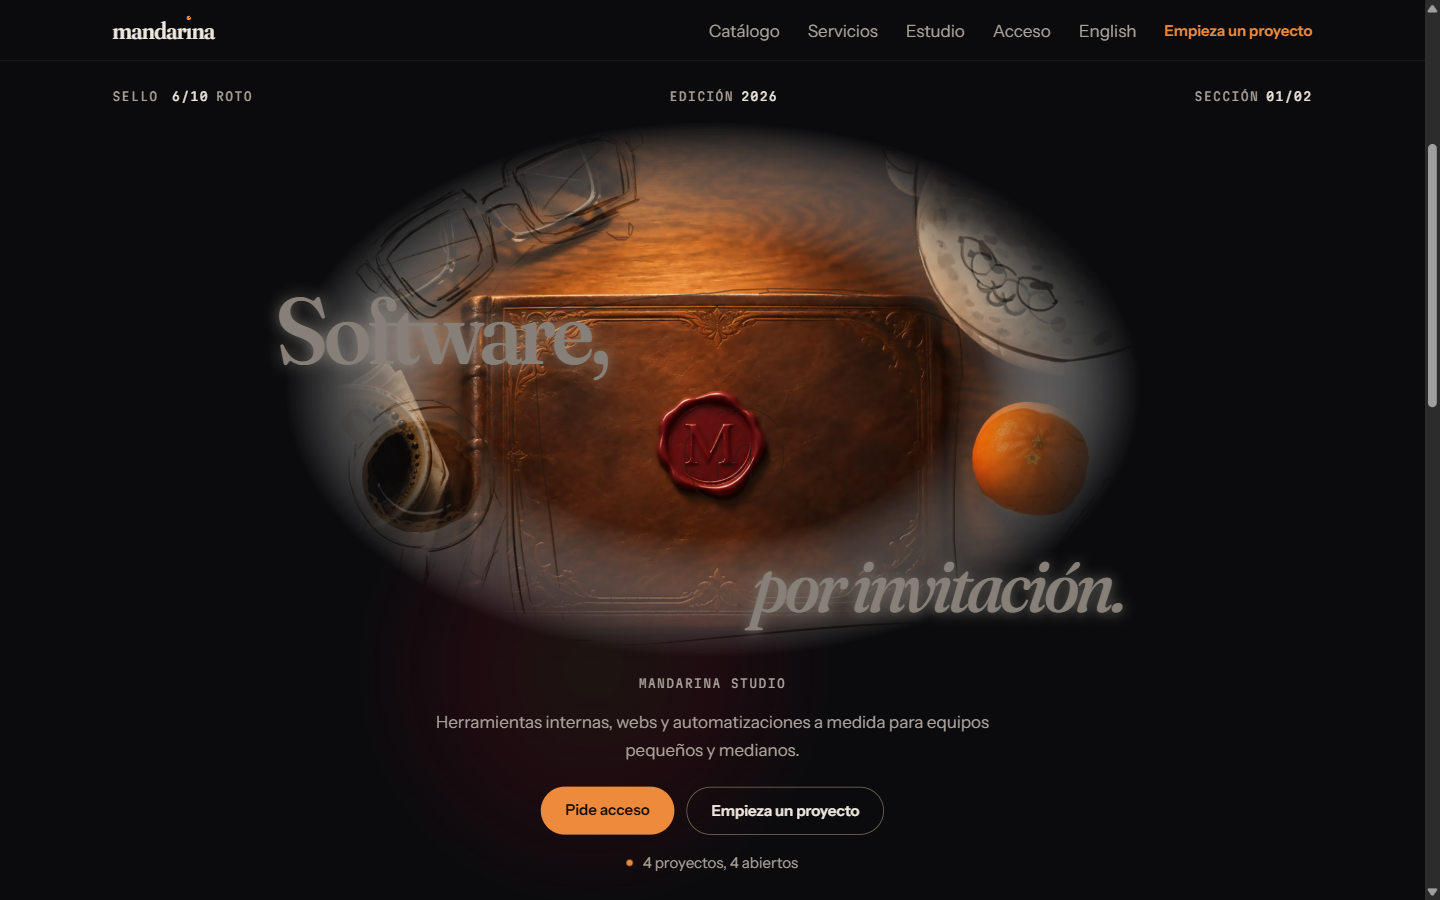 mandarina
Catálogo Servicios Estudio Acceso English Empieza un proyecto
SELLO 6/10 ROTO
EDICIÓN 2026
SECCIÓN 01/02
Software,
M
por invitación.
MANDARINA STUDIO
Herramientas internas, webs y automatizaciones a medida para equipos
pequeños y medianos.
Pide acceso
Empieza un proyecto
4 proyectos, 4 abiertos